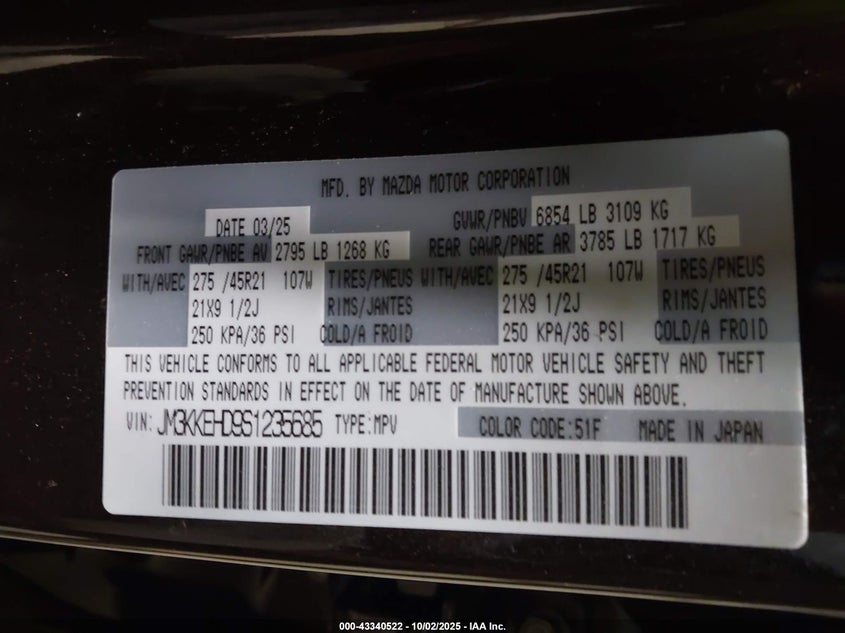 MFD. BY MAZDA MOTOR CORPORATION
DATE 03/25 GVWR/PNBV 6854 LB 3109 KG
FRONT GAWR/PNBE AV 2795 LB 1268 KG REAR GAWR/PNBE AR 3785 LB 1717 KG
WITH/AVEC 275 /45R21 107W TIRES/PNEUS WITH/AVEC 275 /45R21 107W TIRES/PNEUS
21X9 1/2J RIMS/JANTES 21X9 1/2J RIMS/JANTES
250 KPA/36 PSI COLD/A FROID 250 KPA/36 PSI COLD/A FROID
THIS VEHICLE CONFORMS TO ALL APPLICABLE FEDERAL MOTOR VEHICLE SAFETY AND THEFT
PREVENTION STANDARDS IN EFFECT ON THE DATE OF MANUFACTURE SHOWN ABOVE.
VIN: JM3KKEHD9S1235685 TYPE:MPV COLOR CODE:51F MADE IN JAPAN
000-43340522 - 10/02/2025 - IAA Inc.